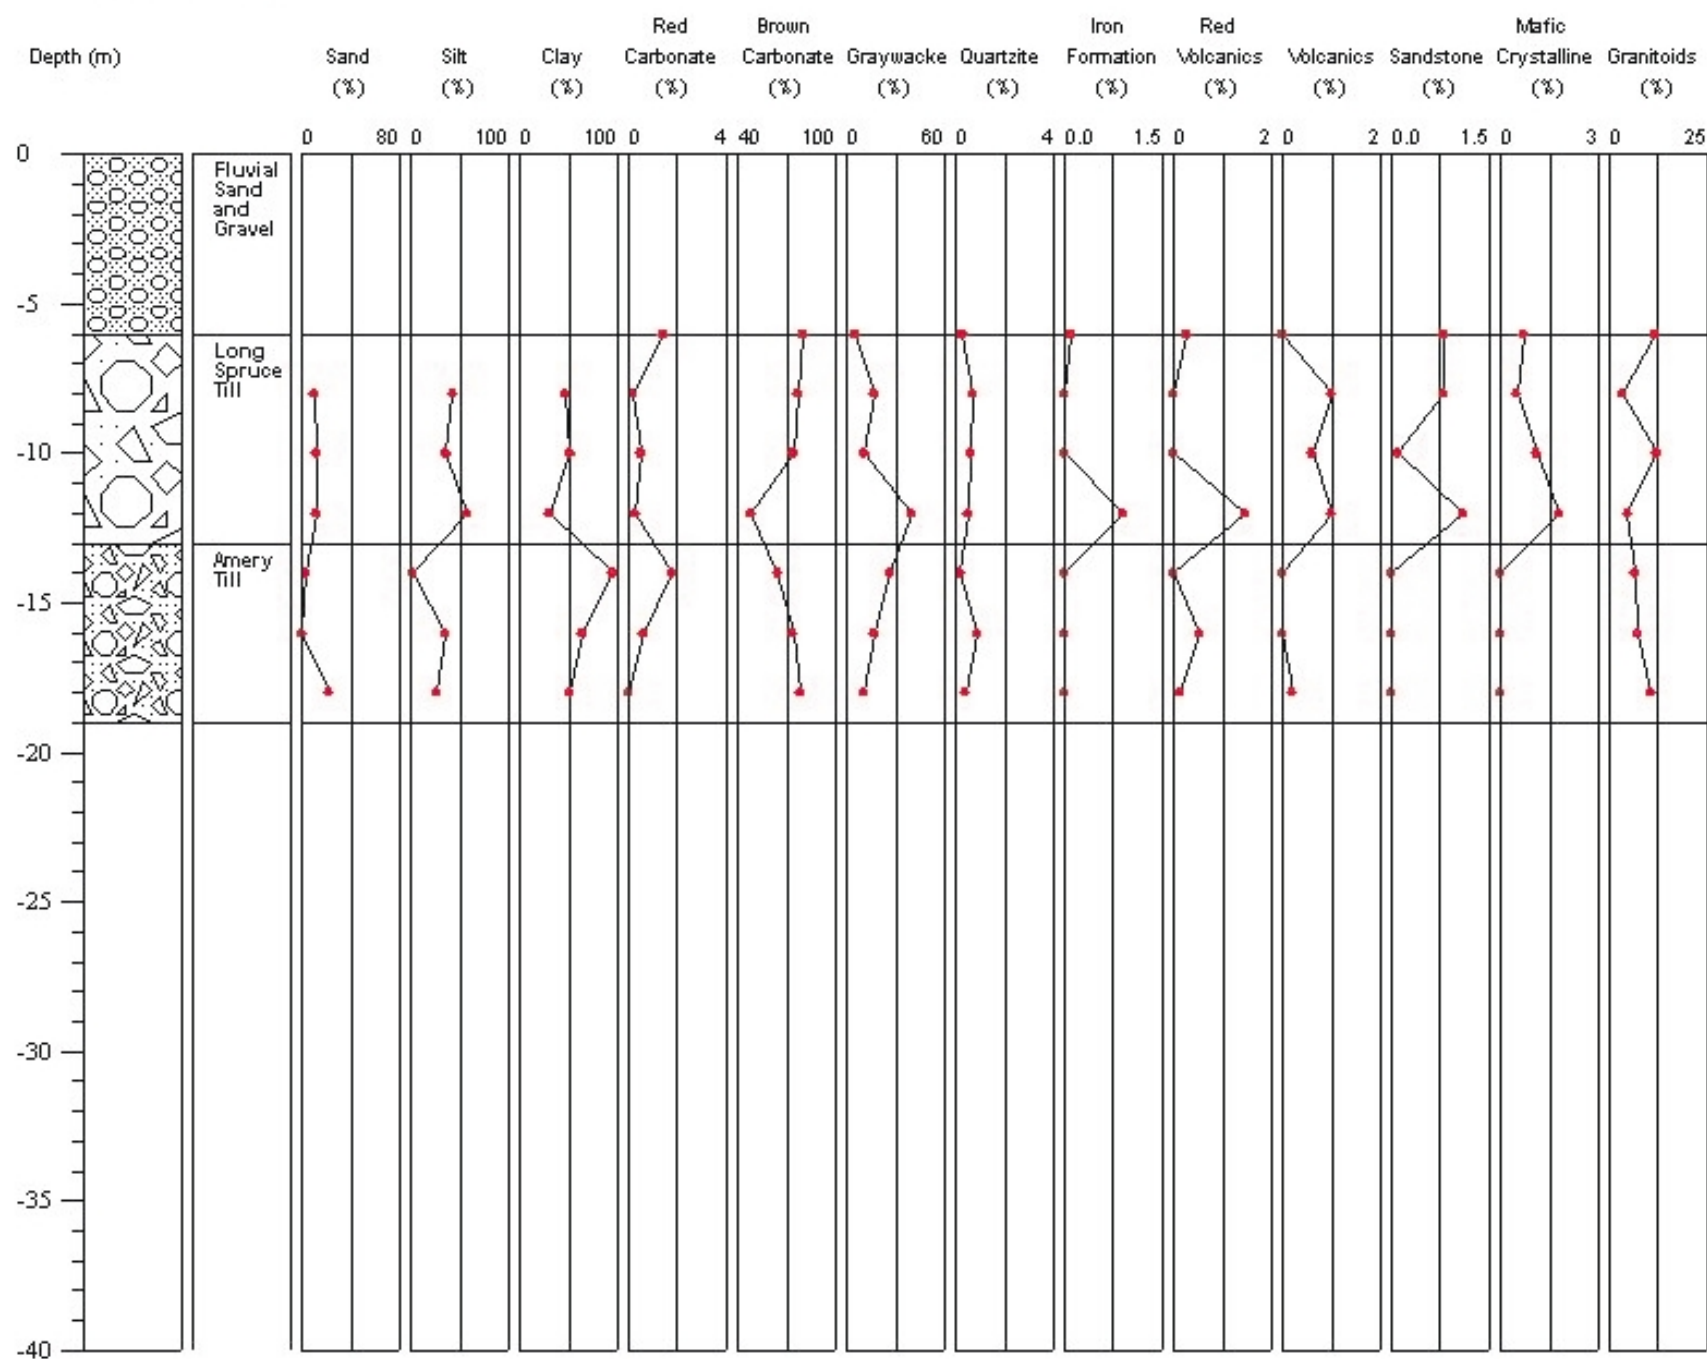 Red Brown Iron Red Mafic
Depth (m) Sand Silt Clay Carbonate Carbonate Graywacke Quartzite Formation Volcanics Volcanics Sandstone Crystalline Granitoids
(%) (%) (%) (%) (%) (%) (%) (%) (%) (%) (%) (%) (%)
0 80 0 100 0 100 0 4 40 100 0 60 0 4 0.0 1.5 0 2 0 2 0.0 1.5 0 3 0 25
0
Fluvial
Sand
and
Gravel
-5
Long
Spruce
Till
-10
Amery
Till
-15
-20
-25
-30
-35
-40